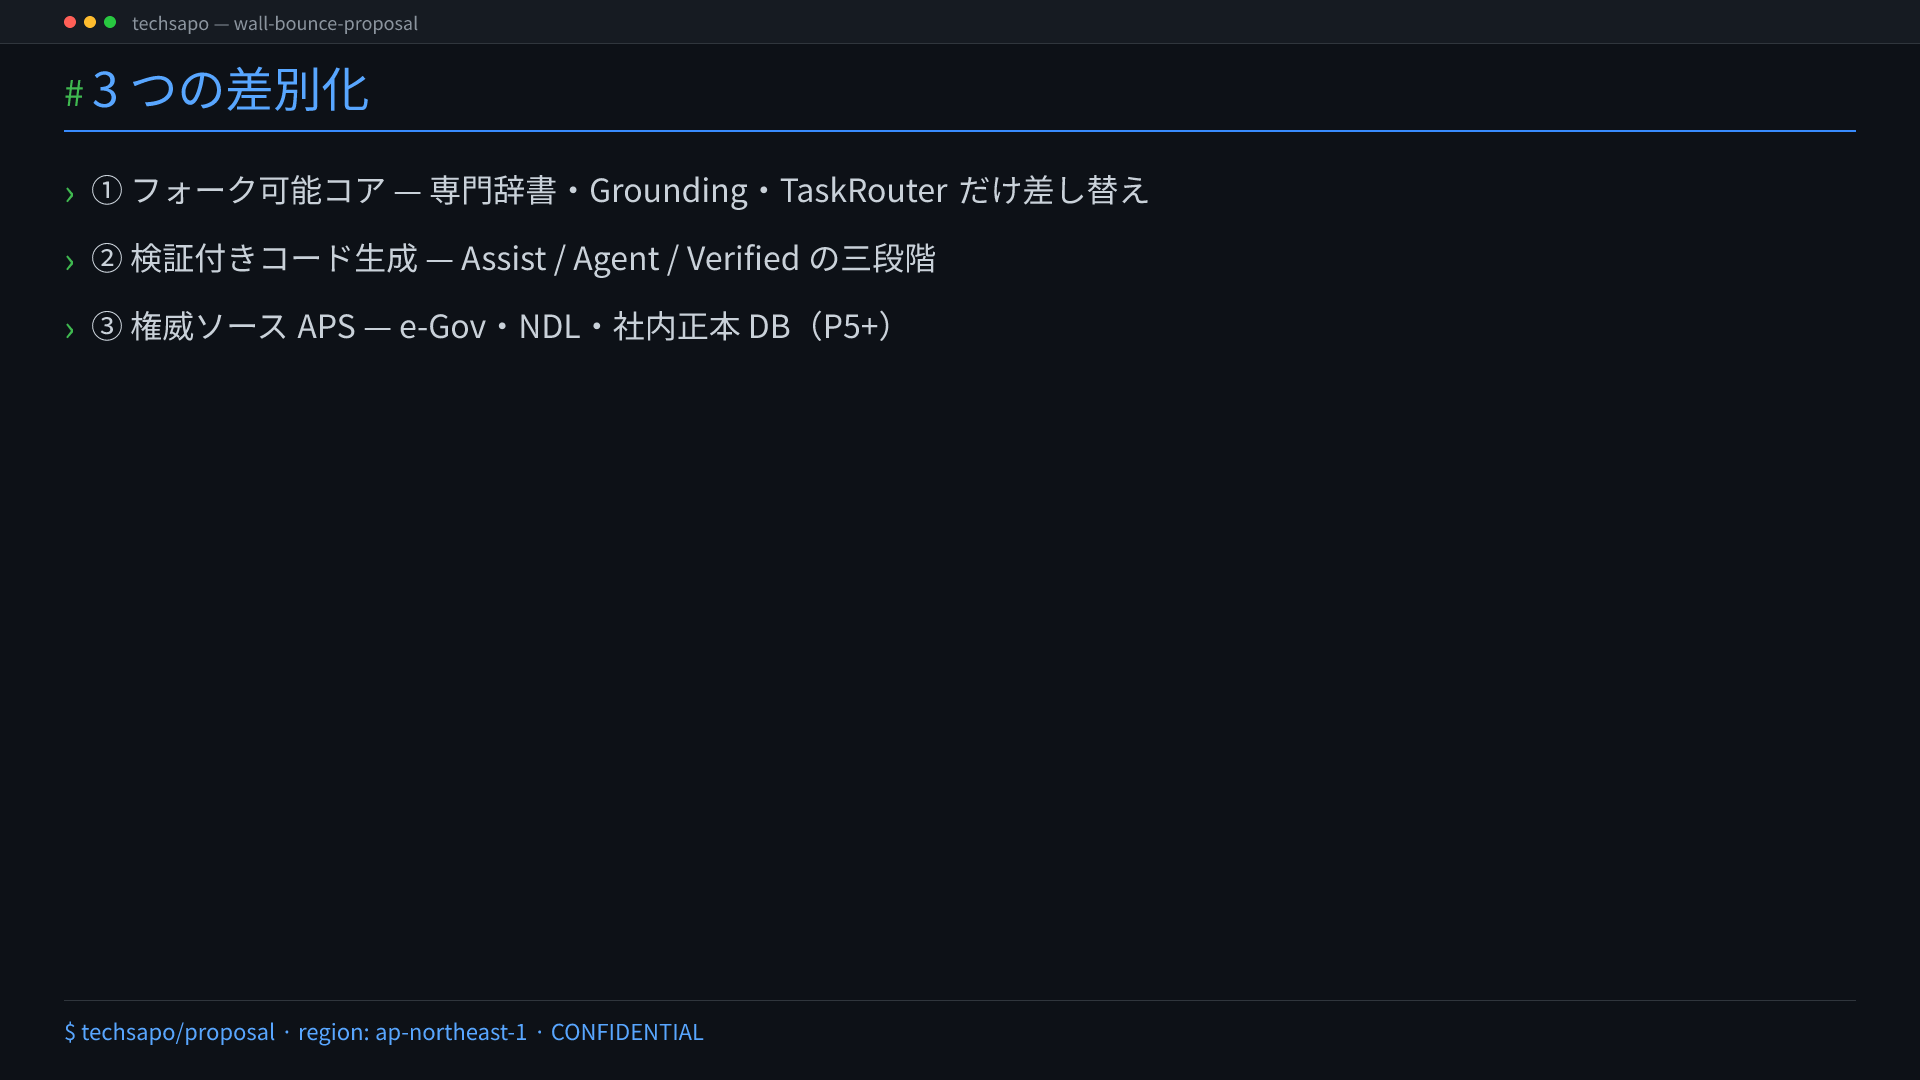 techsapo — wall-bounce-proposal
# 3 つの差別化
› ① フォーク可能コア — 専門辞書・Grounding・TaskRouter だけ差し替え
› ② 検証付きコード生成 — Assist / Agent / Verified の三段階
› ③ 権威ソース APS — e-Gov・NDL・社内正本 DB（P5+）
$ techsapo/proposal · region: ap-northeast-1 · CONFIDENTIAL